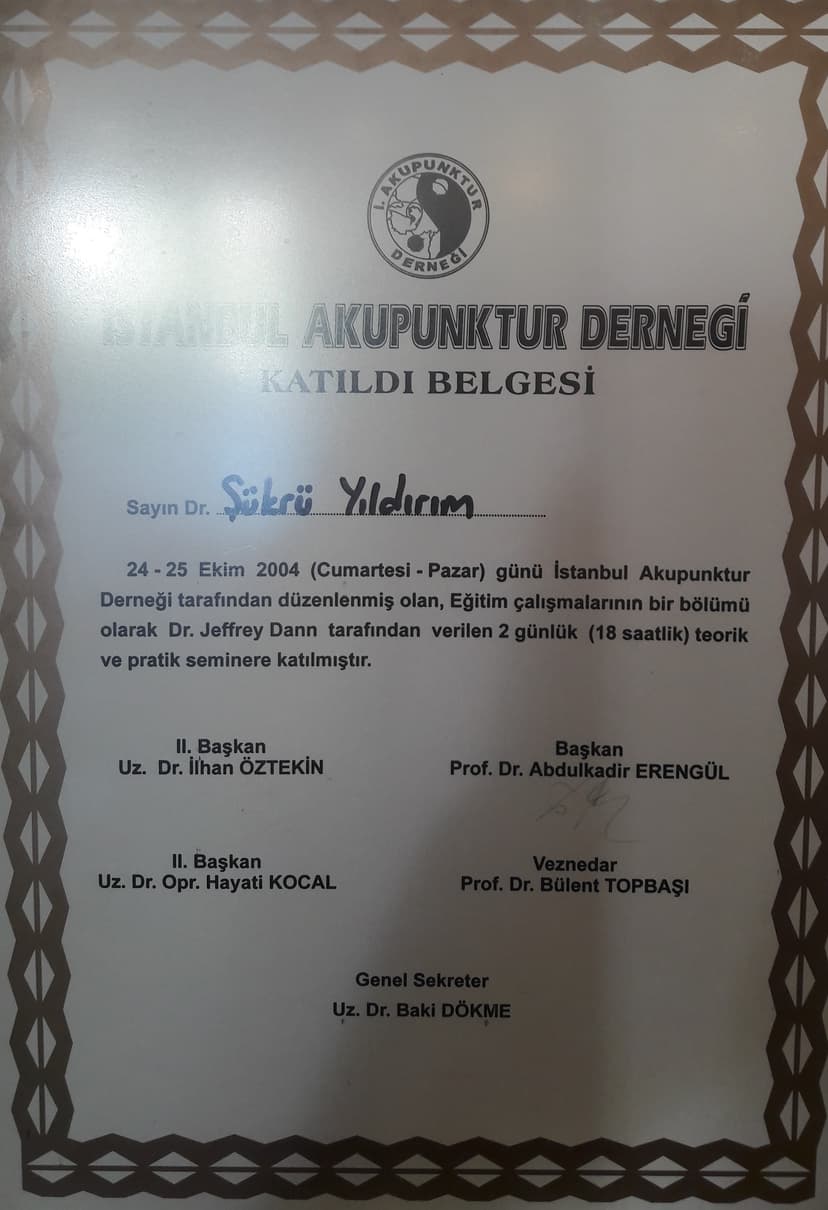 İ. AKUPUNKTUR
DERNEĞİ
İSTANBUL AKUPUNKTUR DERNEĞİ
KATILDI BELGESİ
Sayın Dr. Şükrü Yıldırım
24 - 25 Ekim 2004 (Cumartesi - Pazar) günü İstanbul Akupunktur
Derneği tarafından düzenlenmiş olan, Eğitim çalışmalarının bir bölümü
olarak Dr. Jeffrey Dann tarafından verilen 2 günlük (18 saatlik) teorik
ve pratik seminere katılmıştır.
II. Başkan
Uz. Dr. İlhan ÖZTEKİN
Başkan
Prof. Dr. Abdulkadir ERENGÜL
II. Başkan
Uz. Dr. Opr. Hayati KOCAL
Veznedar
Prof. Dr. Bülent TOPBAŞI
Genel Sekreter
Uz. Dr. Baki DÖKME